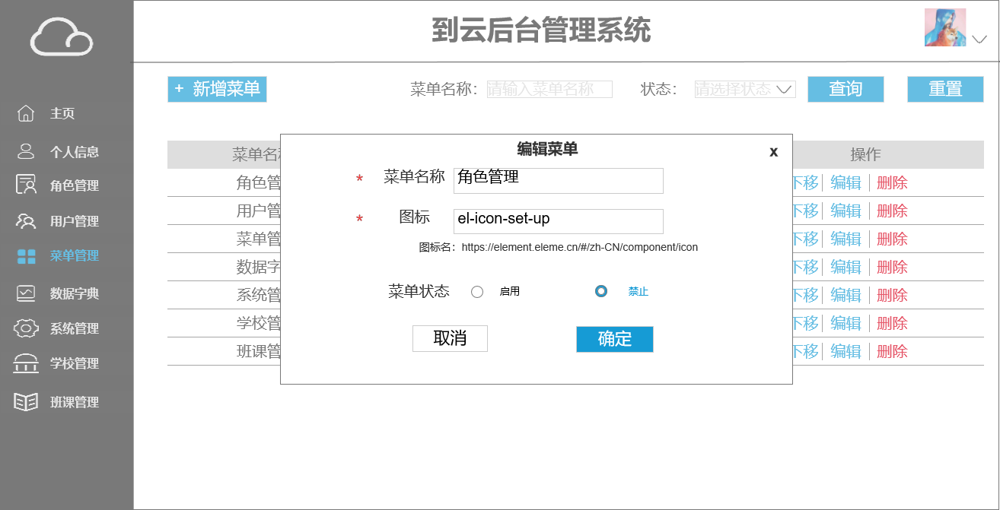 到云后台管理系统
主页
个人信息
角色管理
用户管理
菜单管理
数据字典
系统管理
学校管理
班课管理
+ 新增菜单 菜单名称: 请输入菜单名称 状态: 请选择状态 查询 重置
菜单名 操作
角色管 下移 编辑 删除
用户管 下移 编辑 删除
菜单管 下移 编辑 删除
数据字 下移 编辑 删除
系统管 下移 编辑 删除
学校管 下移 编辑 删除
班课管 下移 编辑 删除
编辑菜单 x
* 菜单名称 角色管理
* 图标 el-icon-set-up
图标名：https://element.eleme.cn/#/zh-CN/component/icon
菜单状态 启用 禁止
取消 确定